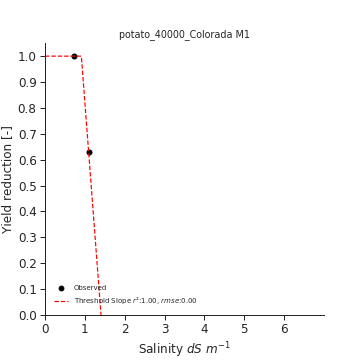 potato_40000_Colorada M1
1.0
0.9
0.8
0.7
0.6
0.5
0.4
0.3
0.2
0.1
0.0
Yield reduction [-]
Observed
Threshold Slope r²:1.00, rmse:0.00
0 1 2 3 4 5 6
Salinity dS m⁻¹